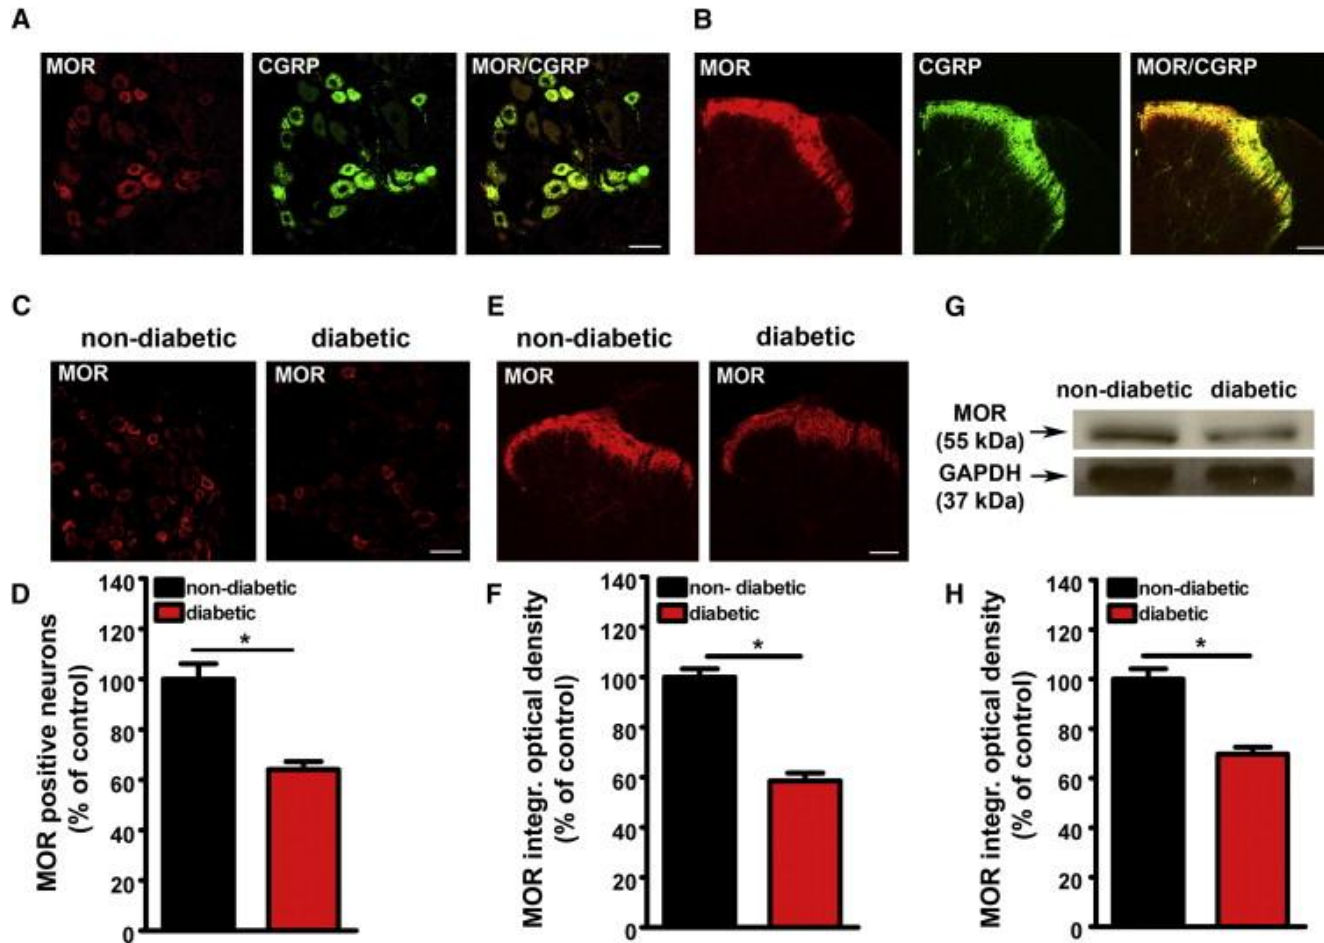 A
MOR
CGRP
MOR/CGRP
B
MOR
CGRP
MOR/CGRP
C
non-diabetic
diabetic
MOR
MOR
E
non-diabetic
diabetic
MOR
MOR
G
non-diabetic
diabetic
MOR
(55 kDa)
GAPDH
(37 kDa)
D
MOR positive neurons
(% of control)
140
120
100
80
60
40
20
0
non-diabetic
diabetic
*
F
MOR integr. optical density
(% of control)
140
120
100
80
60
40
20
0
non- diabetic
diabetic
*
H
MOR integr. optical density
(% of control)
140
120
100
80
60
40
20
0
non-diabetic
diabetic
*